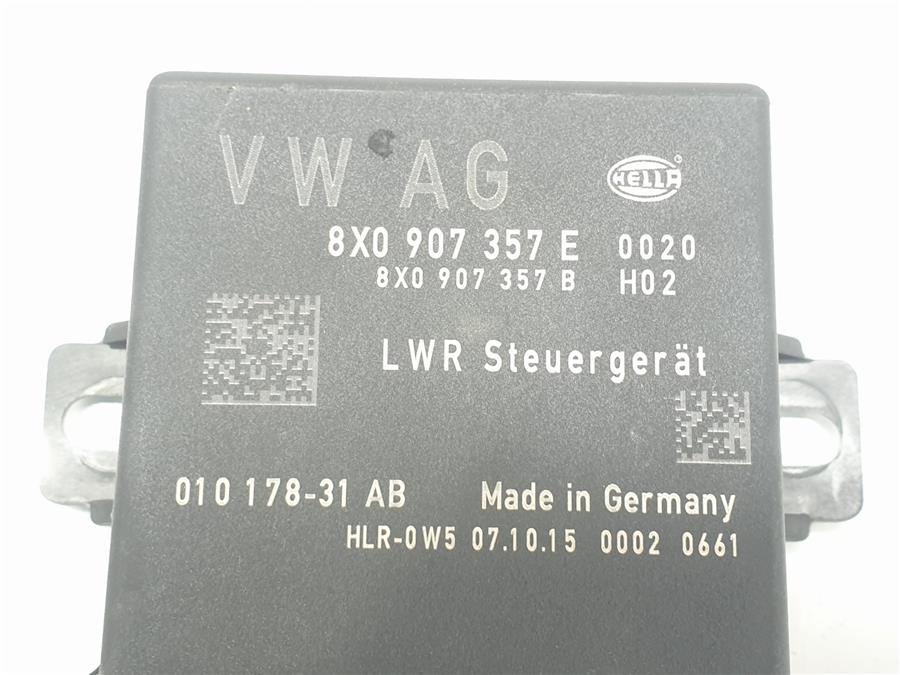 VW AG
HELLA ®
8X0 907 357 E 0020
8X0 907 357 B H02
LWR Steuergerät
010 178-31 AB Made in Germany
HLR-0W5 07.10.15 0002 0661